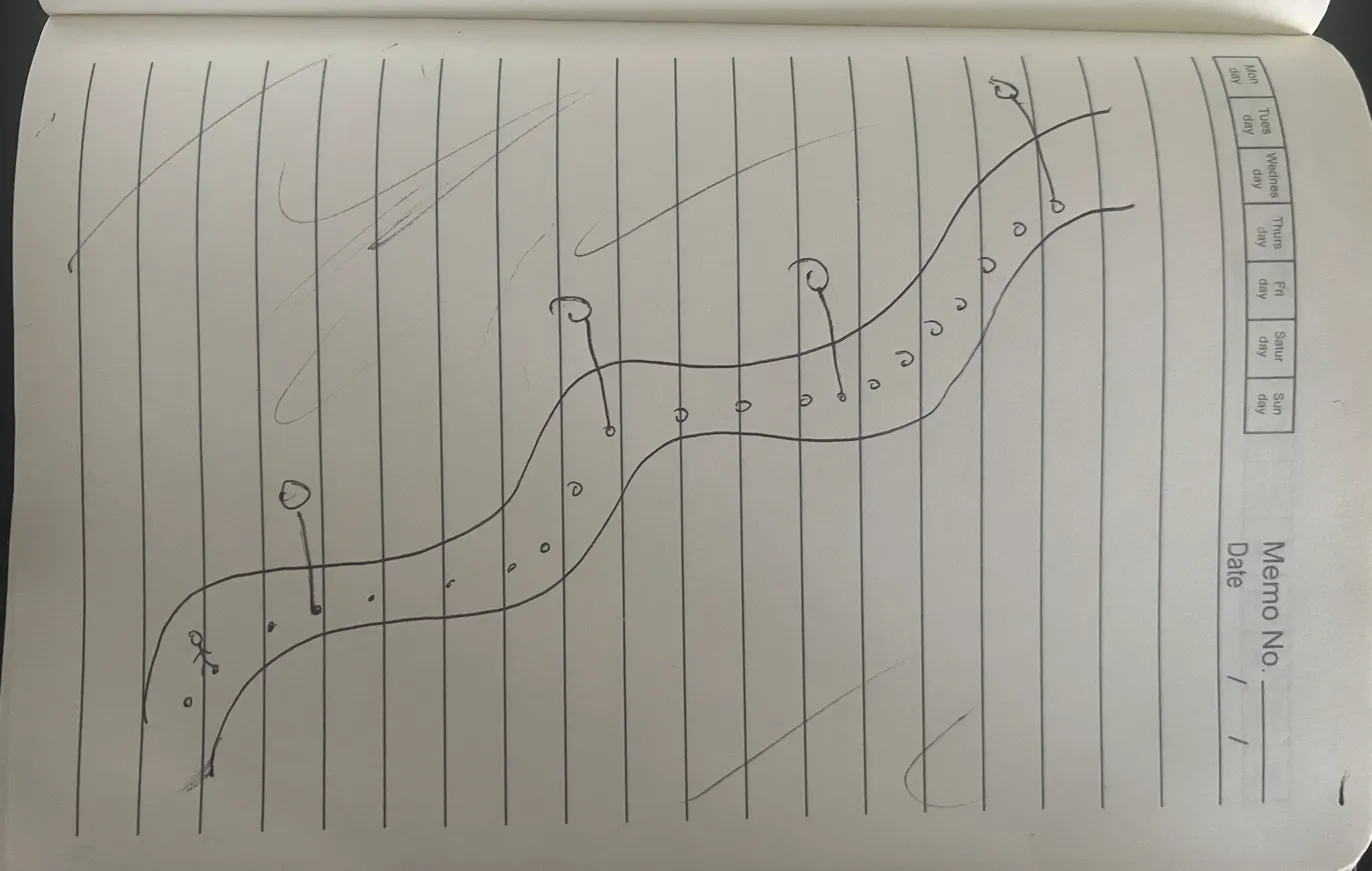 Mon day
Tues day
Wednes day
Thurs day
Fri day
Satur day
Sun day
Memo No.
Date / /